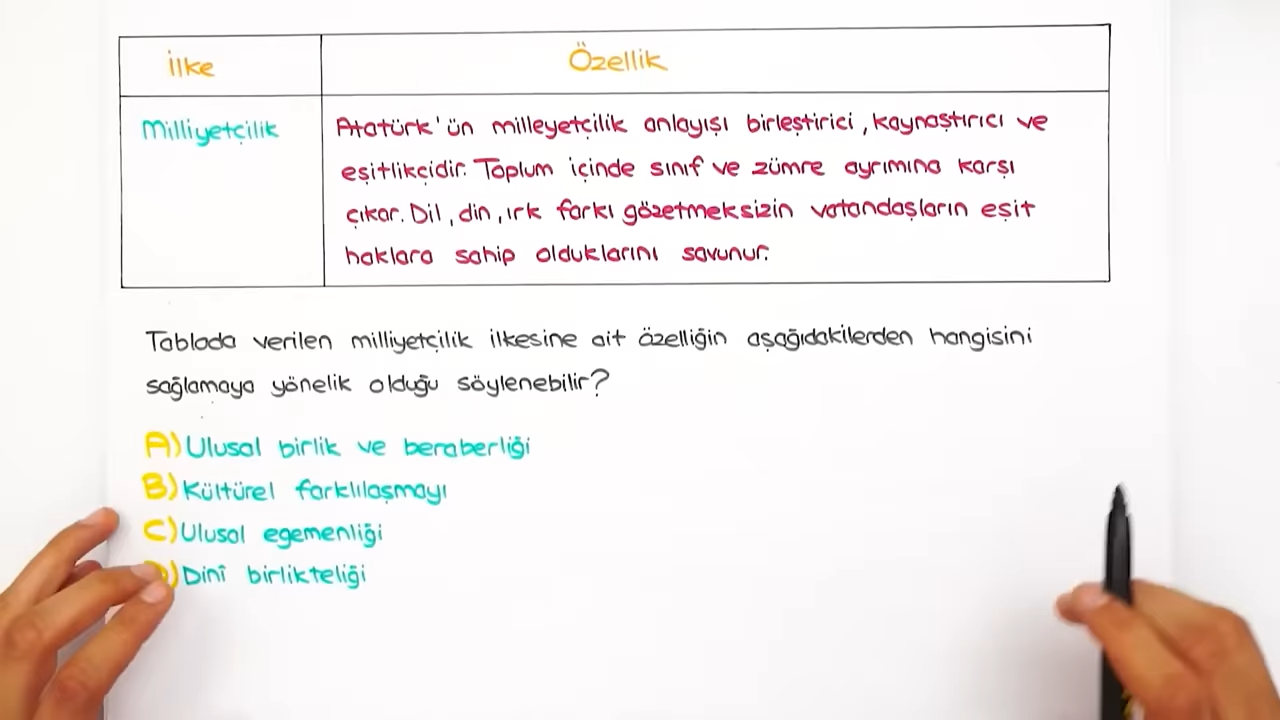 İlke
Özellik
Milliyetçilik
Atatürk'ün milleyetçilik anlayışı birleştirici, kaynaştırıcı ve
eşitlikçidir. Toplum içinde sınıf ve zümre ayrımına karşı
çıkar. Dil, din, ırk farkı gözetmeksizin vatandaşların eşit
haklara sahip olduklarını savunur.
Tabloda verilen milliyetçilik ilkesine ait özelliğin aşağıdakilerden hangisini
sağlamaya yönelik olduğu söylenebilir?
A) Ulusal birlik ve beraberliği
B) Kültürel farklılaşmayı
C) Ulusal egemenliği
D) Dinî birlikteliği